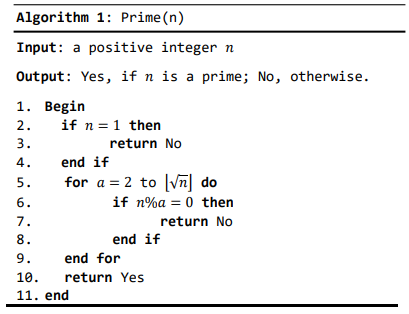 Algorithm 1: Prime(n)
Input: a positive integer n
Output: Yes, if n is a prime; No, otherwise.
1. Begin
2. if n = 1 then
3. return No
4. end if
5. for a = 2 to ⌊√n⌋ do
6. if n%a = 0 then
7. return No
8. end if
9. end for
10. return Yes
11. end